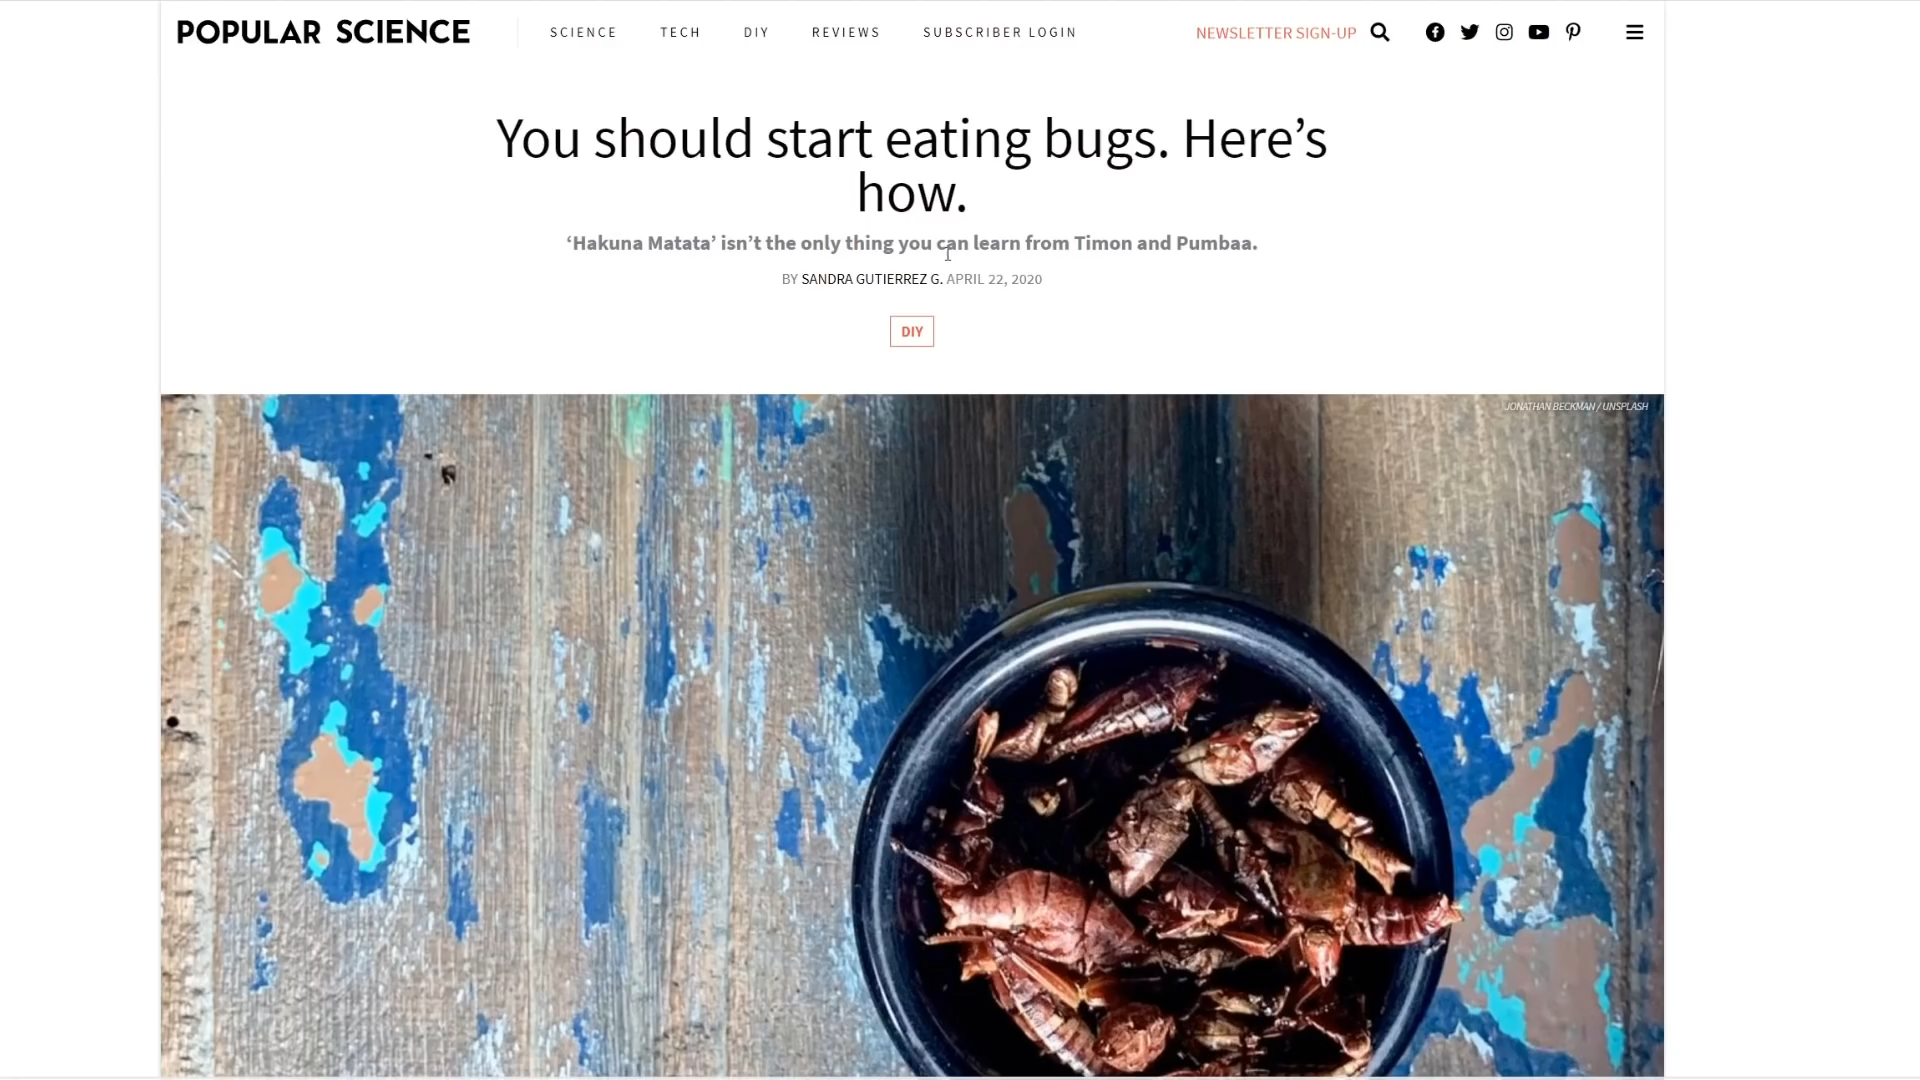 POPULAR SCIENCE
SCIENCE TECH DIY REVIEWS SUBSCRIBER LOGIN
NEWSLETTER SIGN-UP
You should start eating bugs. Here’s
how.
‘Hakuna Matata’ isn’t the only thing you can learn from Timon and Pumbaa.
BY SANDRA GUTIERREZ G. APRIL 22, 2020
DIY
JONATHAN BECKMAN / UNSPLASH